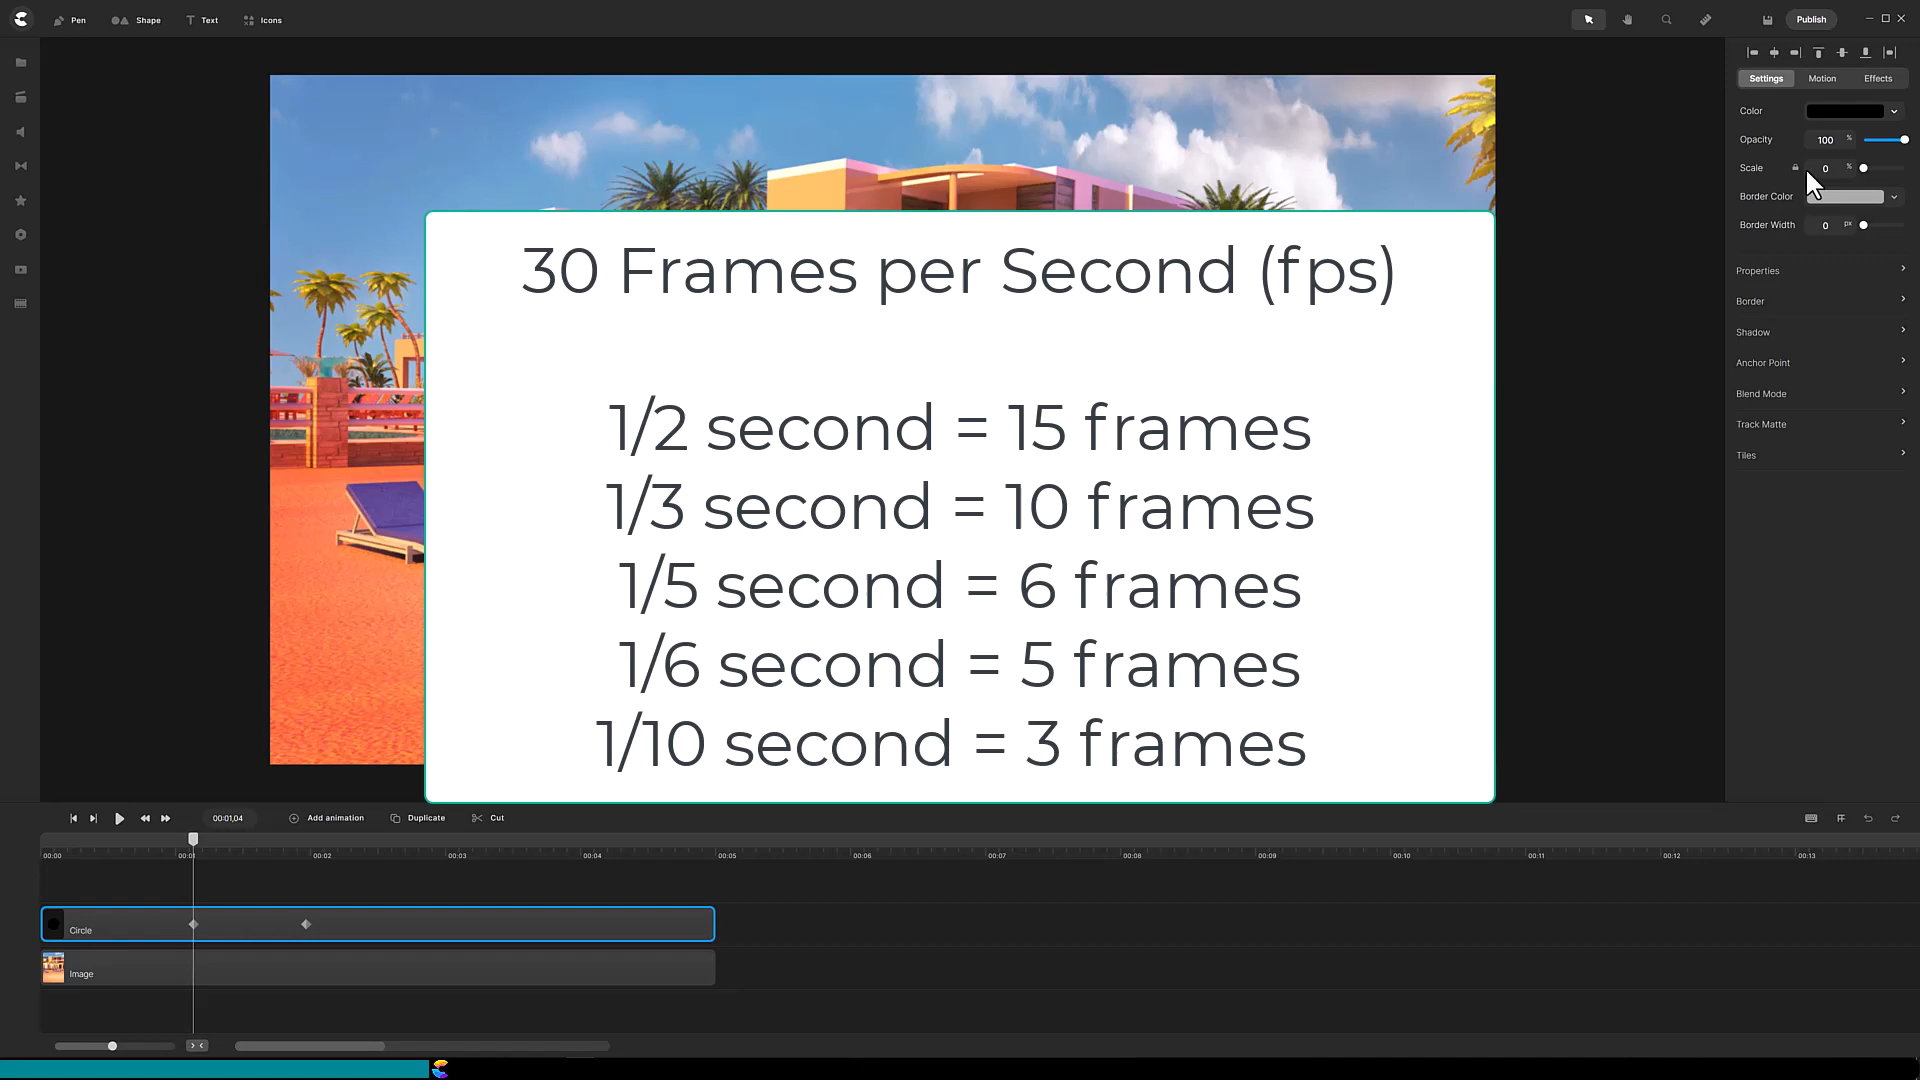 Pen
Shape
Text
Icons
Publish
Settings
Motion
Effects
Color
Opacity
100
%
Scale
0
%
Border Color
Border Width
0
px
Properties
Border
Shadow
Anchor Point
Blend Mode
Track Matte
Tiles
30 Frames per Second (fps)
1/2 second = 15 frames
1/3 second = 10 frames
1/5 second = 6 frames
1/6 second = 5 frames
1/10 second = 3 frames
00:01,04
Add animation
Duplicate
Cut
00:00
00:01
00:02
00:03
00:04
00:05
00:06
00:07
00:08
00:09
00:10
00:11
00:12
00:13
Circle
Image